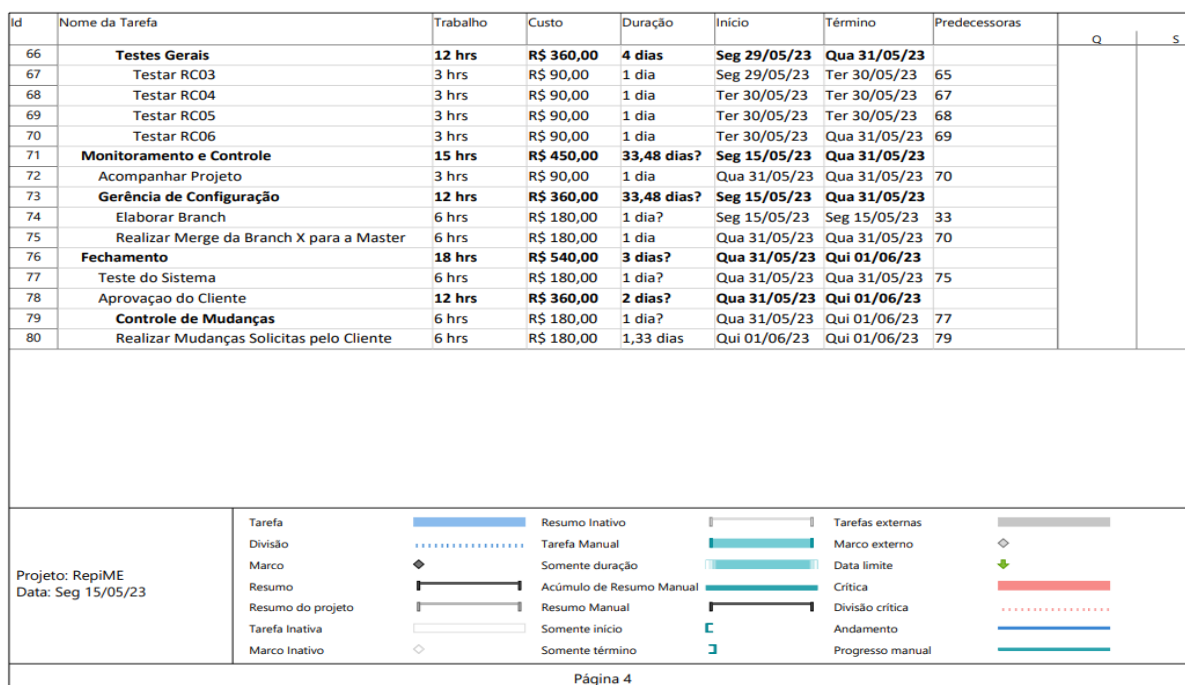 Id Nome da Tarefa Trabalho Custo Duração Início Término Predecessoras
Q S
66 Testes Gerais 12 hrs R$ 360,00 4 dias Seg 29/05/23 Qua 31/05/23
67 Testar RC03 3 hrs R$ 90,00 1 dia Seg 29/05/23 Ter 30/05/23 65
68 Testar RC04 3 hrs R$ 90,00 1 dia Ter 30/05/23 Ter 30/05/23 67
69 Testar RC05 3 hrs R$ 90,00 1 dia Ter 30/05/23 Ter 30/05/23 68
70 Testar RC06 3 hrs R$ 90,00 1 dia Ter 30/05/23 Qua 31/05/23 69
71 Monitoramento e Controle 15 hrs R$ 450,00 33,48 dias? Seg 15/05/23 Qua 31/05/23
72 Acompanhar Projeto 3 hrs R$ 90,00 1 dia Qua 31/05/23 Qua 31/05/23 70
73 Gerência de Configuração 12 hrs R$ 360,00 33,48 dias? Seg 15/05/23 Qua 31/05/23
74 Elaborar Branch 6 hrs R$ 180,00 1 dia? Seg 15/05/23 Seg 15/05/23 33
75 Realizar Merge da Branch X para a Master 6 hrs R$ 180,00 1 dia Qua 31/05/23 Qua 31/05/23 70
76 Fechamento 18 hrs R$ 540,00 3 dias? Qua 31/05/23 Qui 01/06/23
77 Teste do Sistema 6 hrs R$ 180,00 1 dia? Qua 31/05/23 Qua 31/05/23 75
78 Aprovaçao do Cliente 12 hrs R$ 360,00 2 dias? Qua 31/05/23 Qui 01/06/23
79 Controle de Mudanças 6 hrs R$ 180,00 1 dia? Qua 31/05/23 Qui 01/06/23 77
80 Realizar Mudanças Solicitas pelo Cliente 6 hrs R$ 180,00 1,33 dias Qui 01/06/23 Qui 01/06/23 79
Projeto: RepiME
Data: Seg 15/05/23
Tarefa Resumo Inativo Tarefas externas
Divisão Tarefa Manual Marco externo
Marco Somente duração Data limite
Resumo Acúmulo de Resumo Manual Crítica
Resumo do projeto Resumo Manual Divisão crítica
Tarefa Inativa Somente início Andamento
Marco Inativo Somente término Progresso manual
Página 4